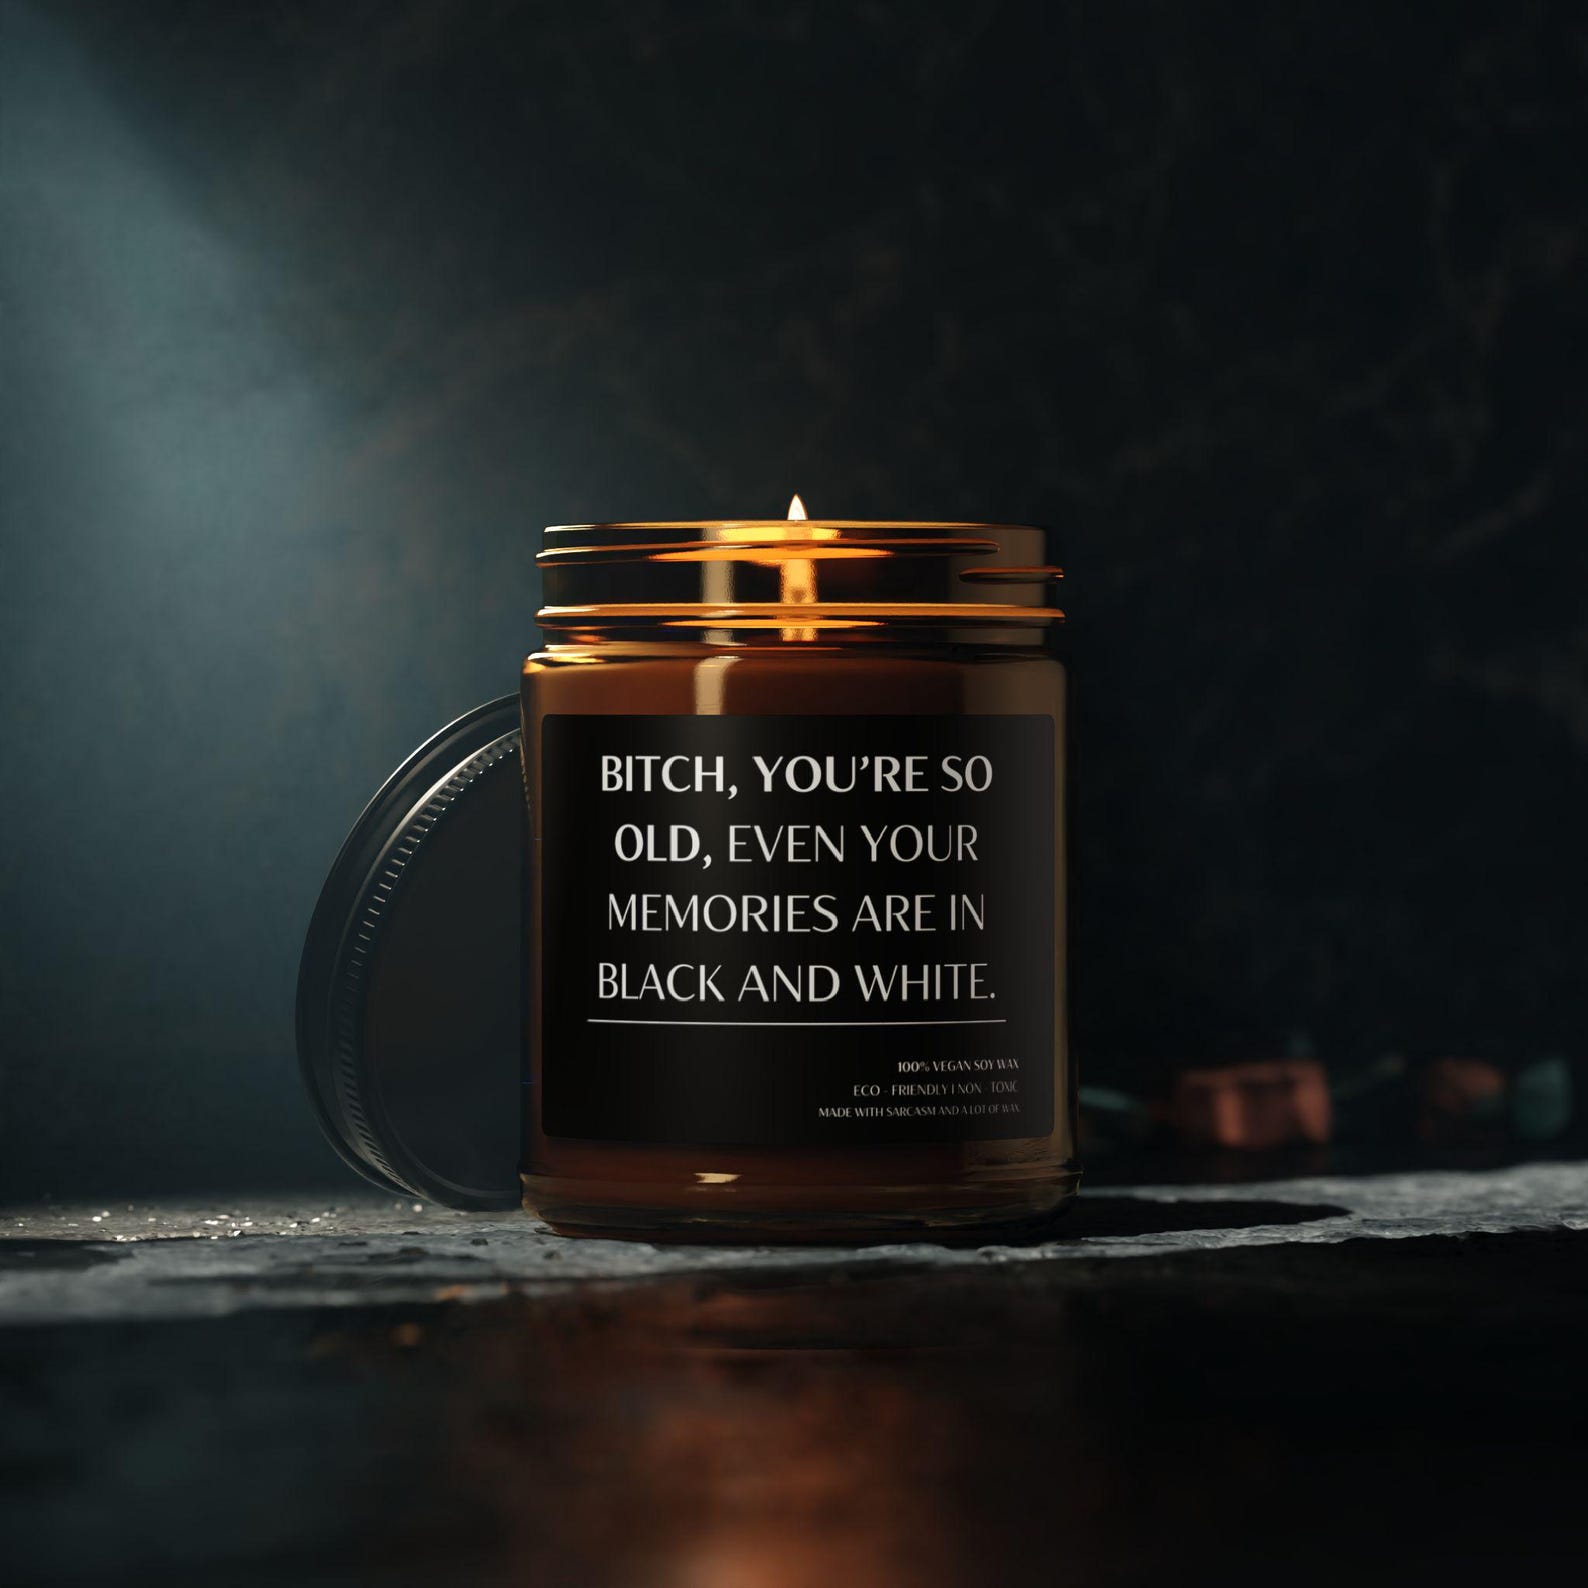 BITCH, YOU’RE SO
OLD, EVEN YOUR
MEMORIES ARE IN
BLACK AND WHITE.
100% VEGAN SOY WAX
ECO - FRIENDLY | NON - TOXIC
MADE WITH SARCASM AND A LOT OF WAX